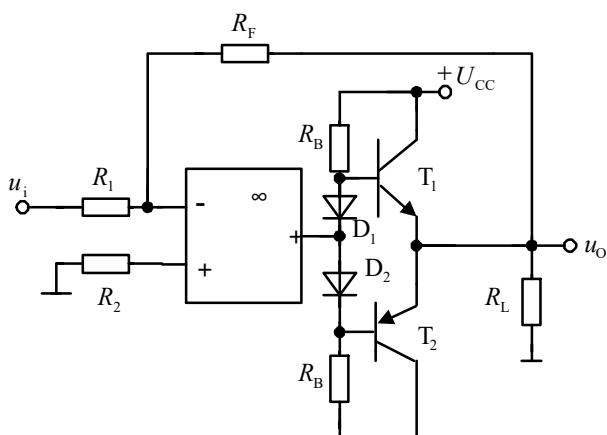 R_F
+ U_CC
R_B
u_i
R_1
- ∞
T_1
+
D_1
u_O
+
D_2
R_2
R_L
T_2
R_B